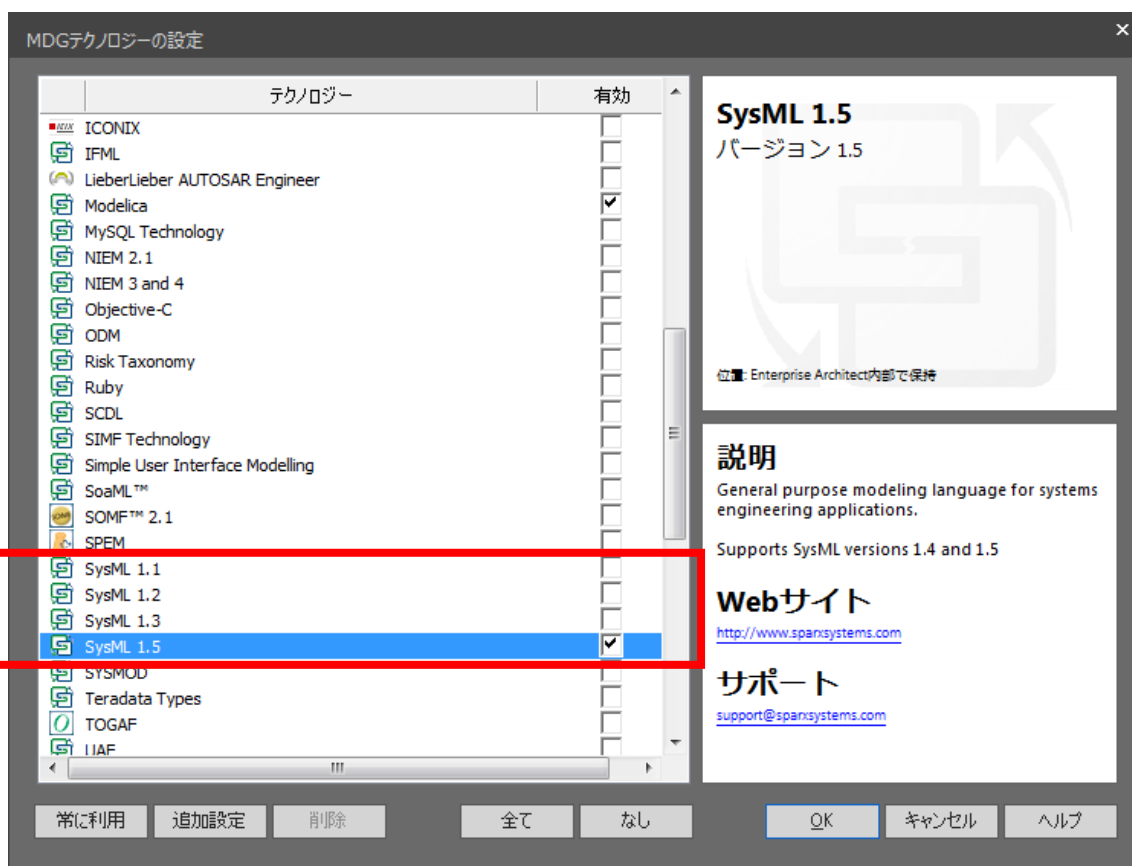 MDGテクノロジーの設定
テクノロジー 有効
ICONIX
IFML
LieberLieber AUTOSAR Engineer
Modelica
MySQL Technology
NIEM 2.1
NIEM 3 and 4
Objective-C
ODM
Risk Taxonomy
Ruby
SCDL
SIMF Technology
Simple User Interface Modelling
SoaML™
SOMF™ 2.1
SPEM
SysML 1.1
SysML 1.2
SysML 1.3
SysML 1.5
SYSMOD
Teradata Types
TOGAF
UAF
SysML 1.5
バージョン 1.5
位置: Enterprise Architect内部で保持
説明
General purpose modeling language for systems
engineering applications.
Supports SysML versions 1.4 and 1.5
Webサイト
http://www.sparxsystems.com
サポート
support@sparxsystems.com
常に利用 追加設定 削除 全て なし OK キャンセル ヘルプ